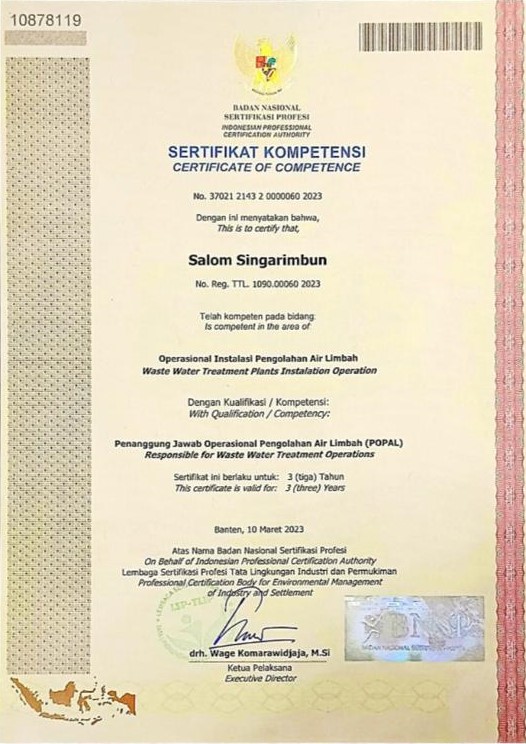 10878119
BADAN NASIONAL
SERTIFIKASI PROFESI
INDONESIAN PROFESSIONAL
CERTIFICATION AUTHORITY
SERTIFIKAT KOMPETENSI
CERTIFICATE OF COMPETENCE
No. 37021 2143 2 0000060 2023
Dengan ini menyatakan bahwa,
This is to certify that,
Salom Singarimbun
No. Reg. TTL. 1090.00060 2023
Telah kompeten pada bidang:
Is competent in the area of
Operasional Instalasi Pengolahan Air Limbah
Waste Water Treatment Plants Instalation Operation
Dengan Kualifikasi / Kompetensi:
With Qualification / Competency:
Penanggung Jawab Operasional Pengolahan Air Limbah (POPAL)
Responsible for Waste Water Treatment Operations
Sertifikat ini berlaku untuk: 3 (tiga) Tahun
This certificate is valid for: 3 (three) Years
Banten, 10 Maret 2023
Atas Nama Badan Nasional Sertifikasi Profesi
On Behalf of Indonesian Professional Certification Authority
Lembaga Sertifikasi Profesi Tata Lingkungan Industri dan Permukiman
Professional Certification Body for Environmental Management
of Industry and Settlement
BNSP
drh. Wage Komarawidjaja, M.Si
Ketua Pelaksana
Executive Director